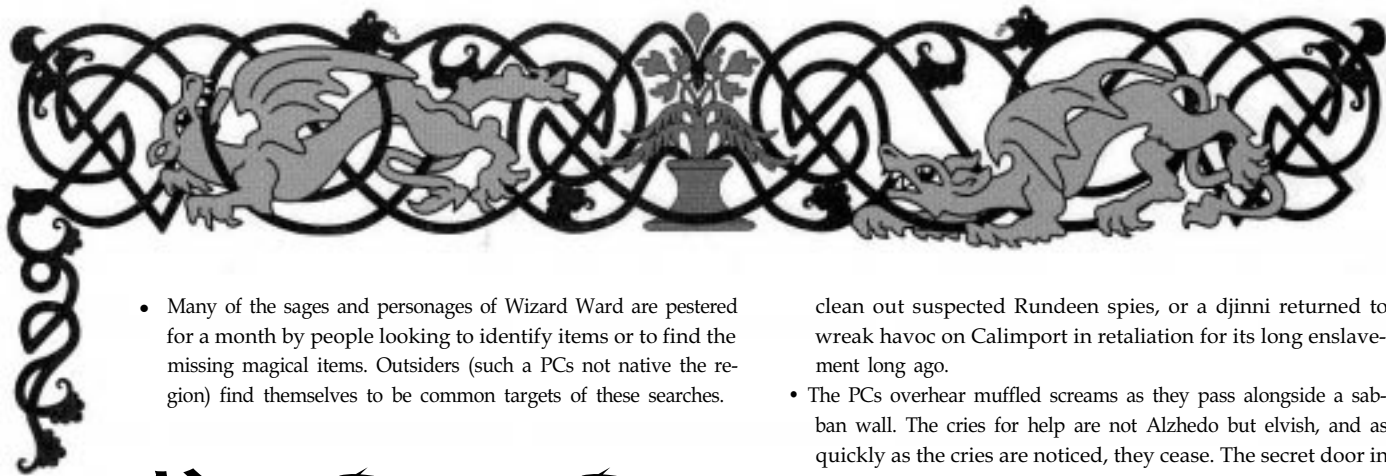 • Many of the sages and personages of Wizard Ward are pestered
for a month by people looking to identify items or to find the
missing magical items. Outsiders (such a PCs not native the re-
gion) find themselves to be common targets of these searches.
clean out suspected Rundeen spies, or a djinni returned to
wreak havoc on Calimport in retaliation for its long enslave-
ment long ago.
• The PCs overhear muffled screams as they pass alongside a sab-
ban wall. The cries for help are not Alzhedo but elvish, and as
quickly as the cries are noticed, they cease. The secret door in